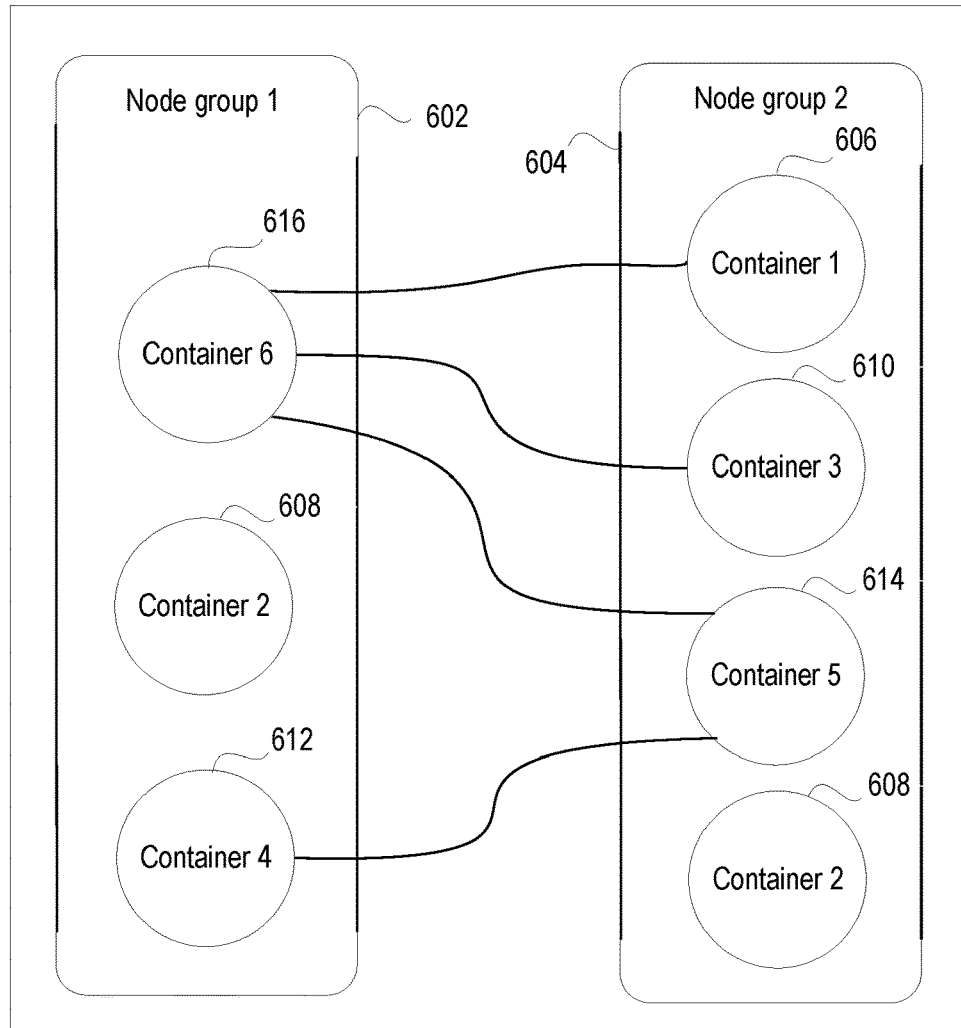 Node group 1
602
616
Container 6
608
Container 2
612
Container 4
Node group 2
604
606
Container 1
610
Container 3
614
Container 5
608
Container 2